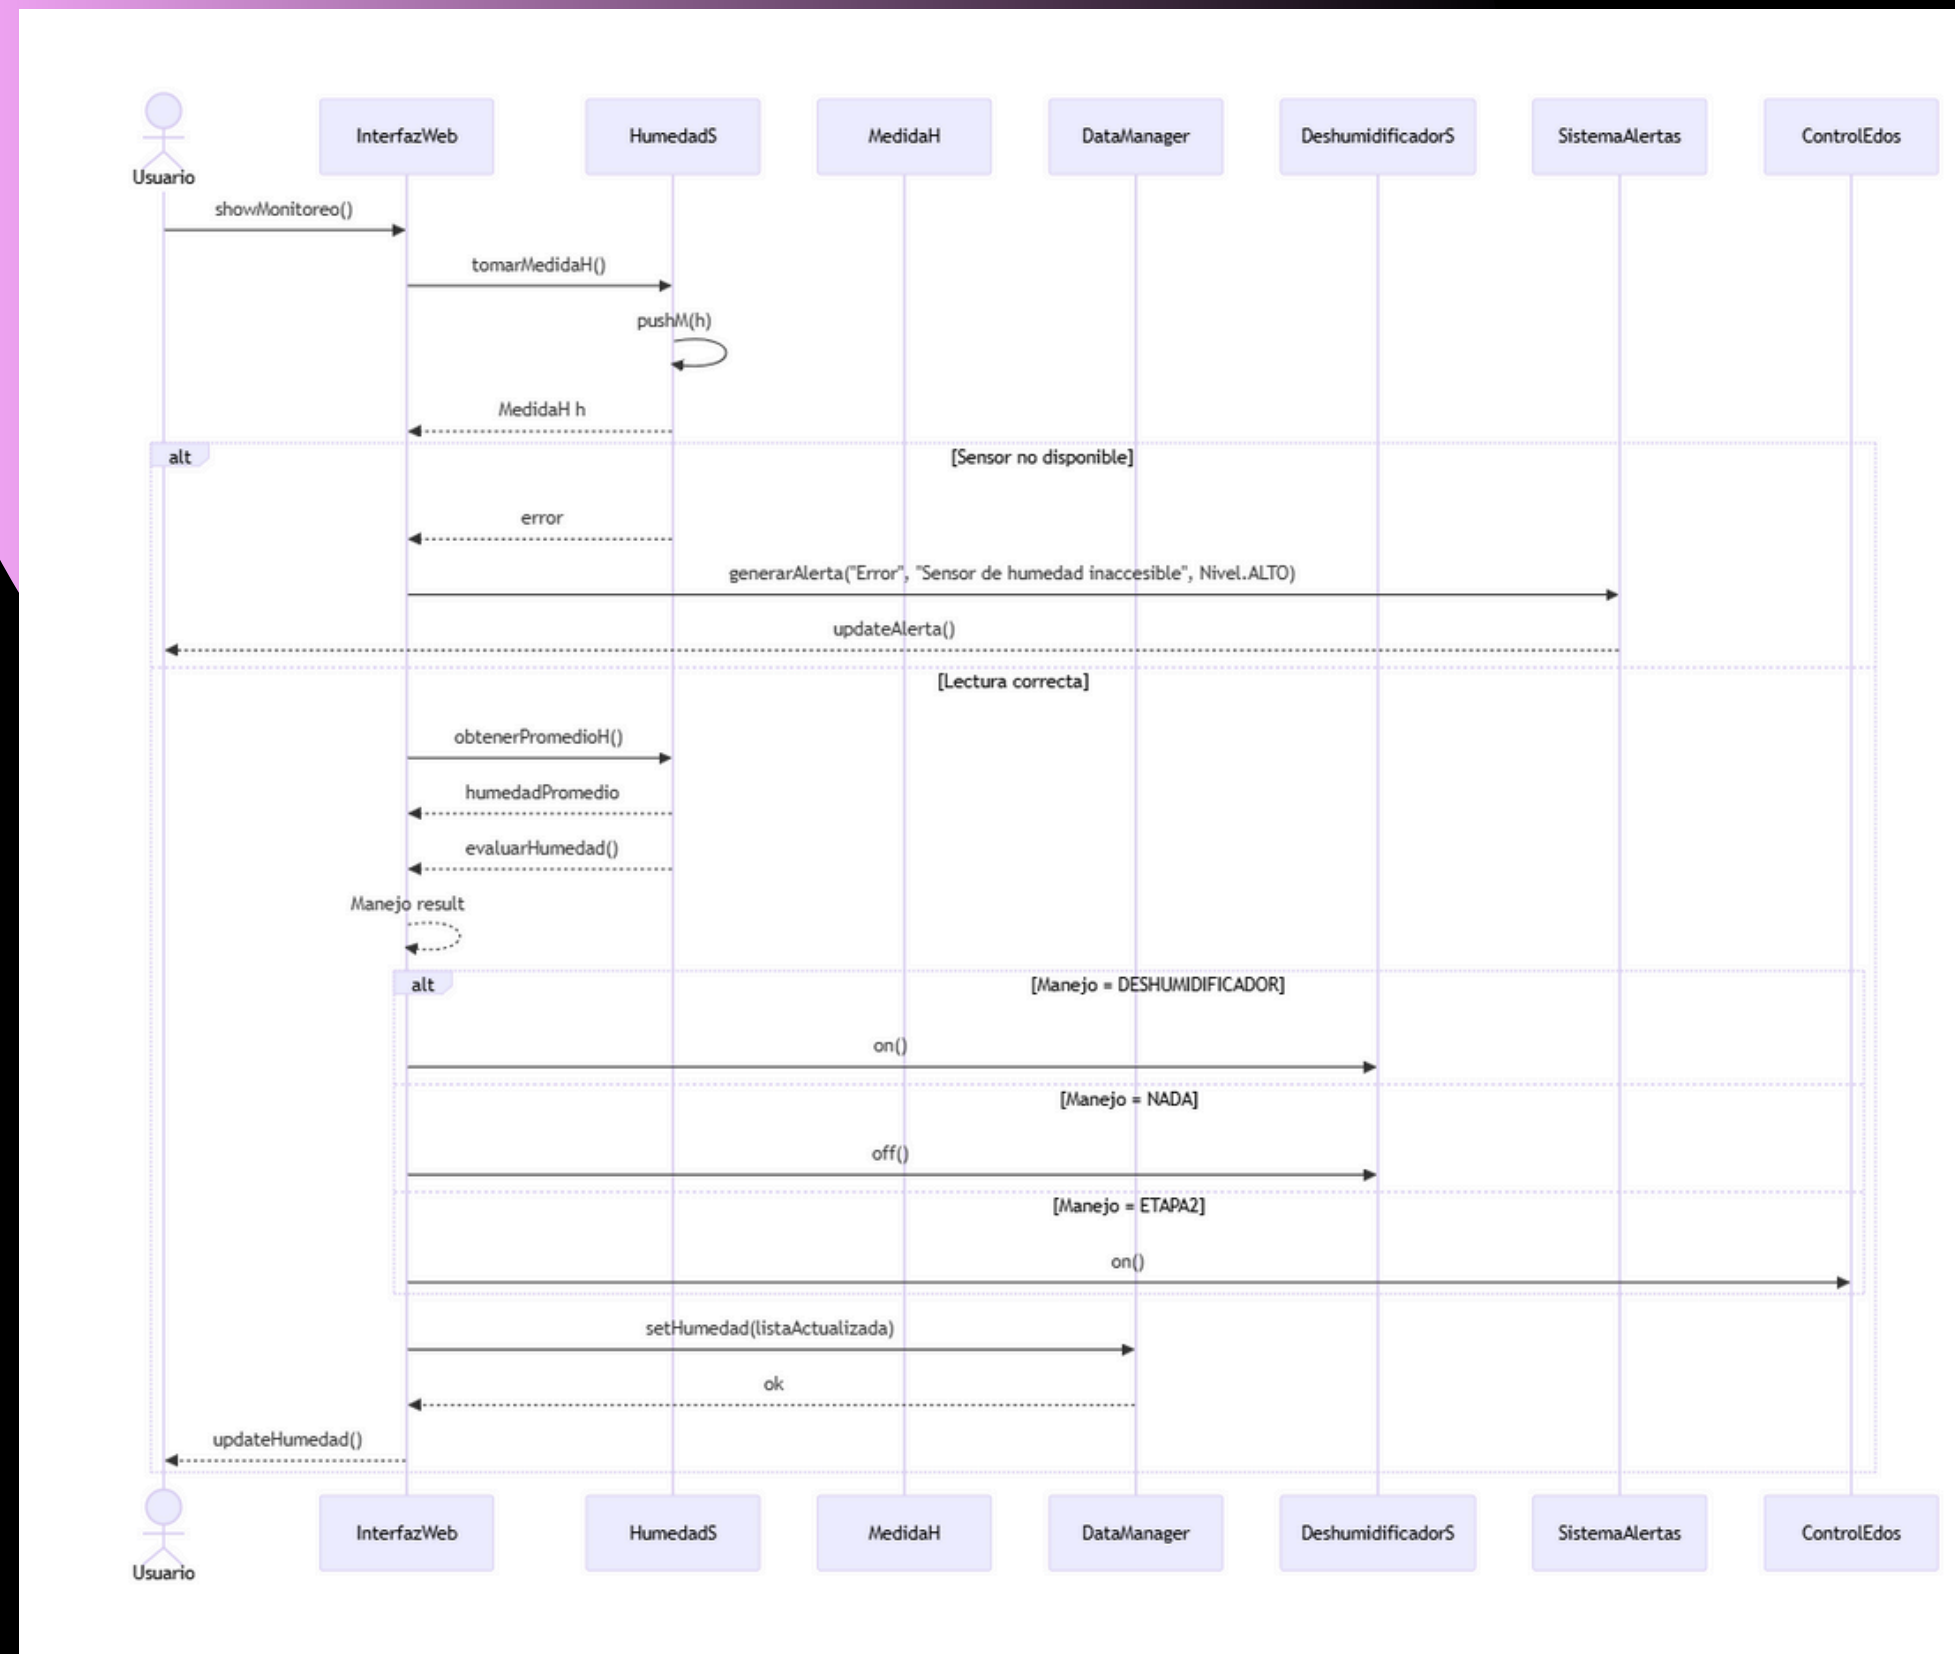 Usuario
InterfazWeb
HumedadS
MedidaH
DataManager
DeshumidificadorS
SistemaAlertas
ControlEdos
showMonitoreo()
tomarMedidaH()
pushM(h)
MedidaH h
alt
[Sensor no disponible]
error
generarAlerta("Error", "Sensor de humedad inaccesible", Nivel.ALTO)
updateAlerta()
[Lectura correcta]
obtenerPromedioH()
humedadPromedio
evaluarHumedad()
Manejo result
alt
[Manejo = DESHUMIDIFICADOR]
on()
[Manejo = NADA]
off()
[Manejo = ETAPA2]
on()
setHumedad(listaActualizada)
ok
updateHumedad()
Usuario
InterfazWeb
HumedadS
MedidaH
DataManager
DeshumidificadorS
SistemaAlertas
ControlEdos